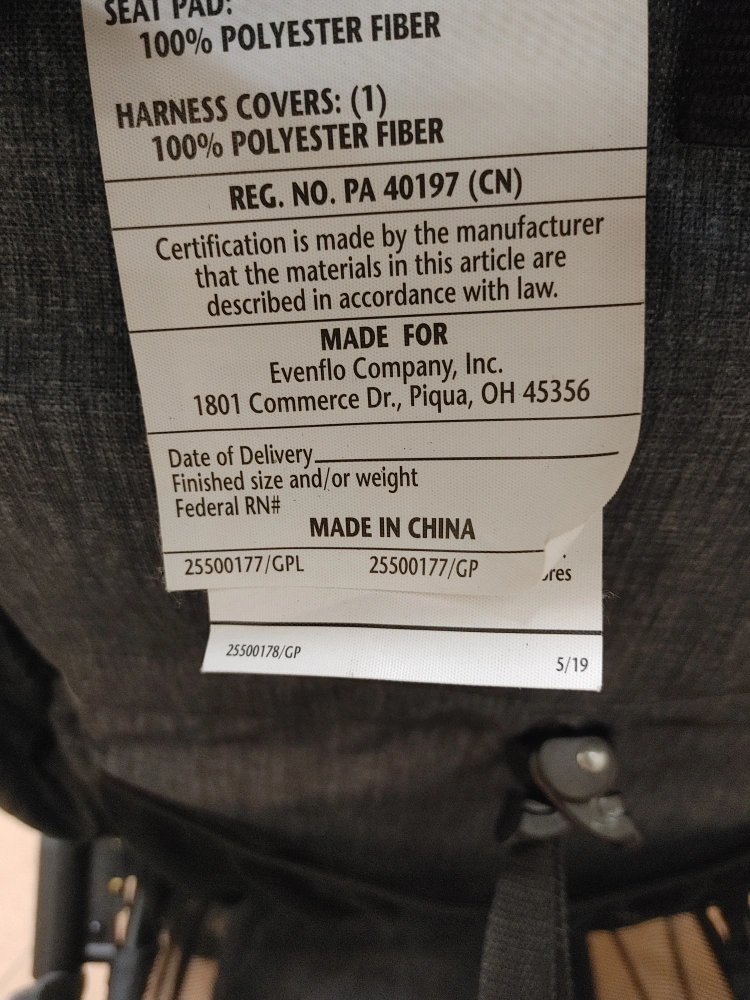 SEAT PAD:
100% POLYESTER FIBER
HARNESS COVERS: (1)
100% POLYESTER FIBER
REG. NO. PA 40197 (CN)
Certification is made by the manufacturer
that the materials in this article are
described in accordance with law.
MADE FOR
Evenflo Company, Inc.
1801 Commerce Dr., Piqua, OH 45356
Date of Delivery
Finished size and/or weight
Federal RN#
MADE IN CHINA
25500177/GPL 25500177/GP
25500178/GP 5/19